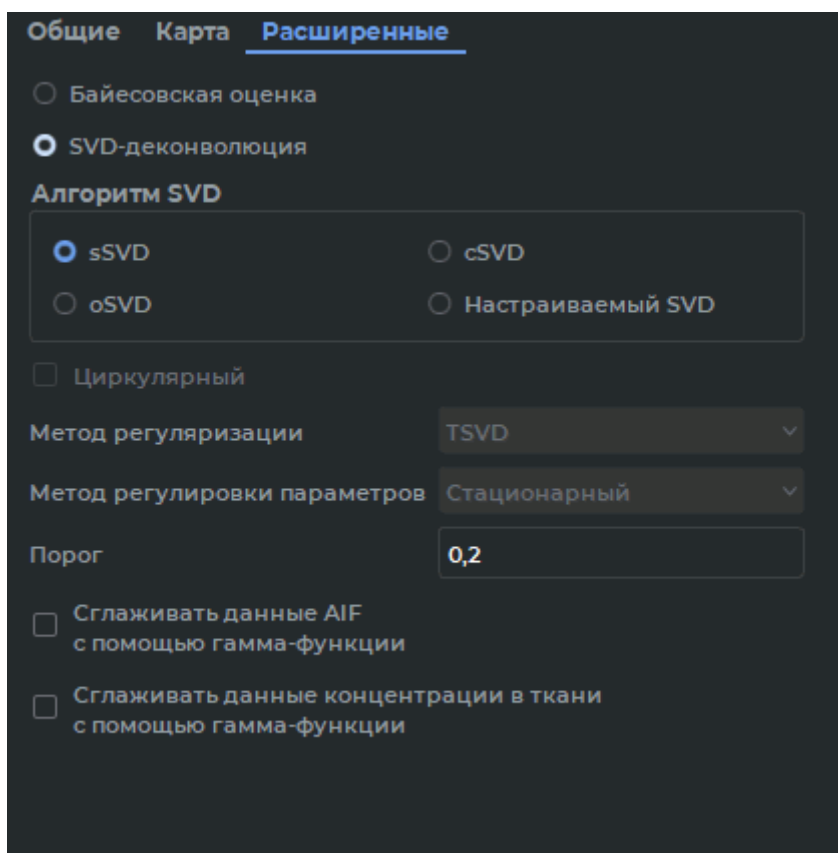 Общие Карта Расширенные
Байесовская оценка
SVD-деконволюция
Алгоритм SVD
sSVD cSVD
oSVD Настраиваемый SVD
Циркулярный
Метод регуляризации TSVD
Метод регулировки параметров Стационарный
Порог 0,2
Сглаживать данные AIF
с помощью гамма-функции
Сглаживать данные концентрации в ткани
с помощью гамма-функции